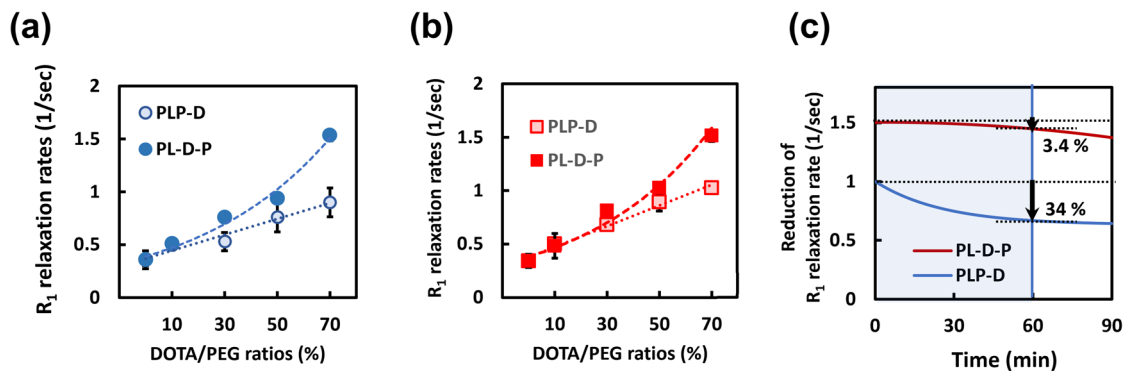 (a)
R1 relaxation rates (1/sec)
2
1.5
1
0.5
0
PLP-D
PL-D-P
10 30 50 70
DOTA/PEG ratios (%)
(b)
R1 relaxation rates (1/sec)
2
1.5
1
0.5
0
PLP-D
PL-D-P
10 30 50 70
DOTA/PEG ratios (%)
(c)
Reduction of
R1 relaxation rate (1/sec)
1.5
1
0.5
0
3.4 %
34 %
PL-D-P
PLP-D
0 30 60 90
Time (min)